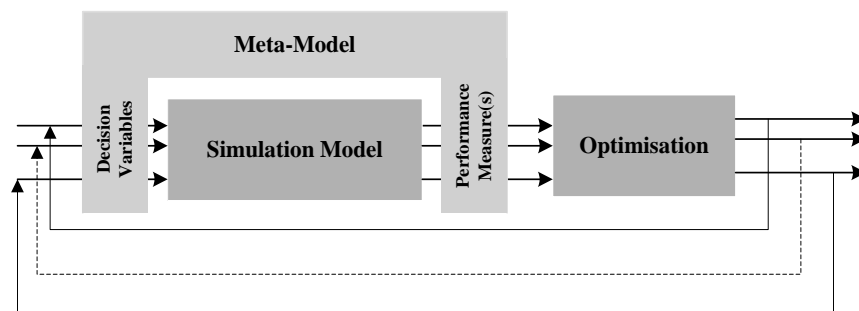 Meta-Model
Decision
Variables
Simulation Model
Performance
Measure(s)
Optimisation